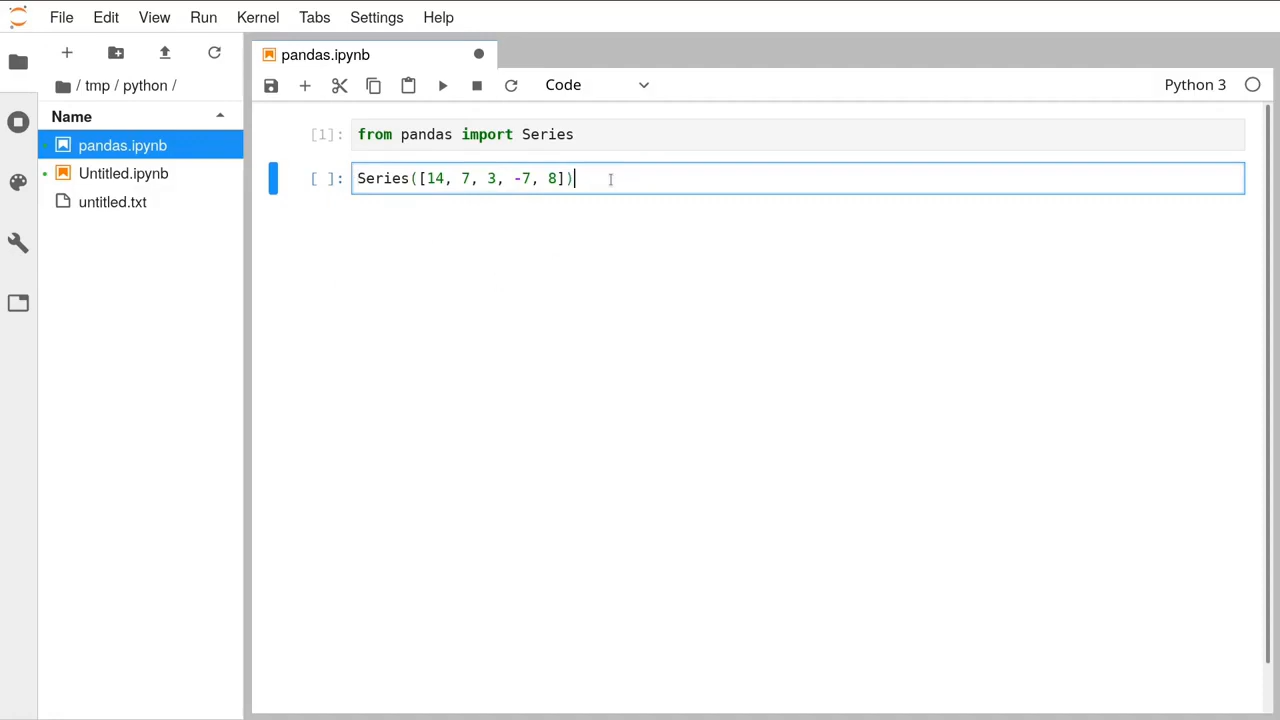 File Edit View Run Kernel Tabs Settings Help
pandas.ipynb
/ tmp / python /
Code
Python 3
Name
pandas.ipynb
Untitled.ipynb
untitled.txt
[1]: from pandas import Series
[ ]: Series([14, 7, 3, -7, 8])